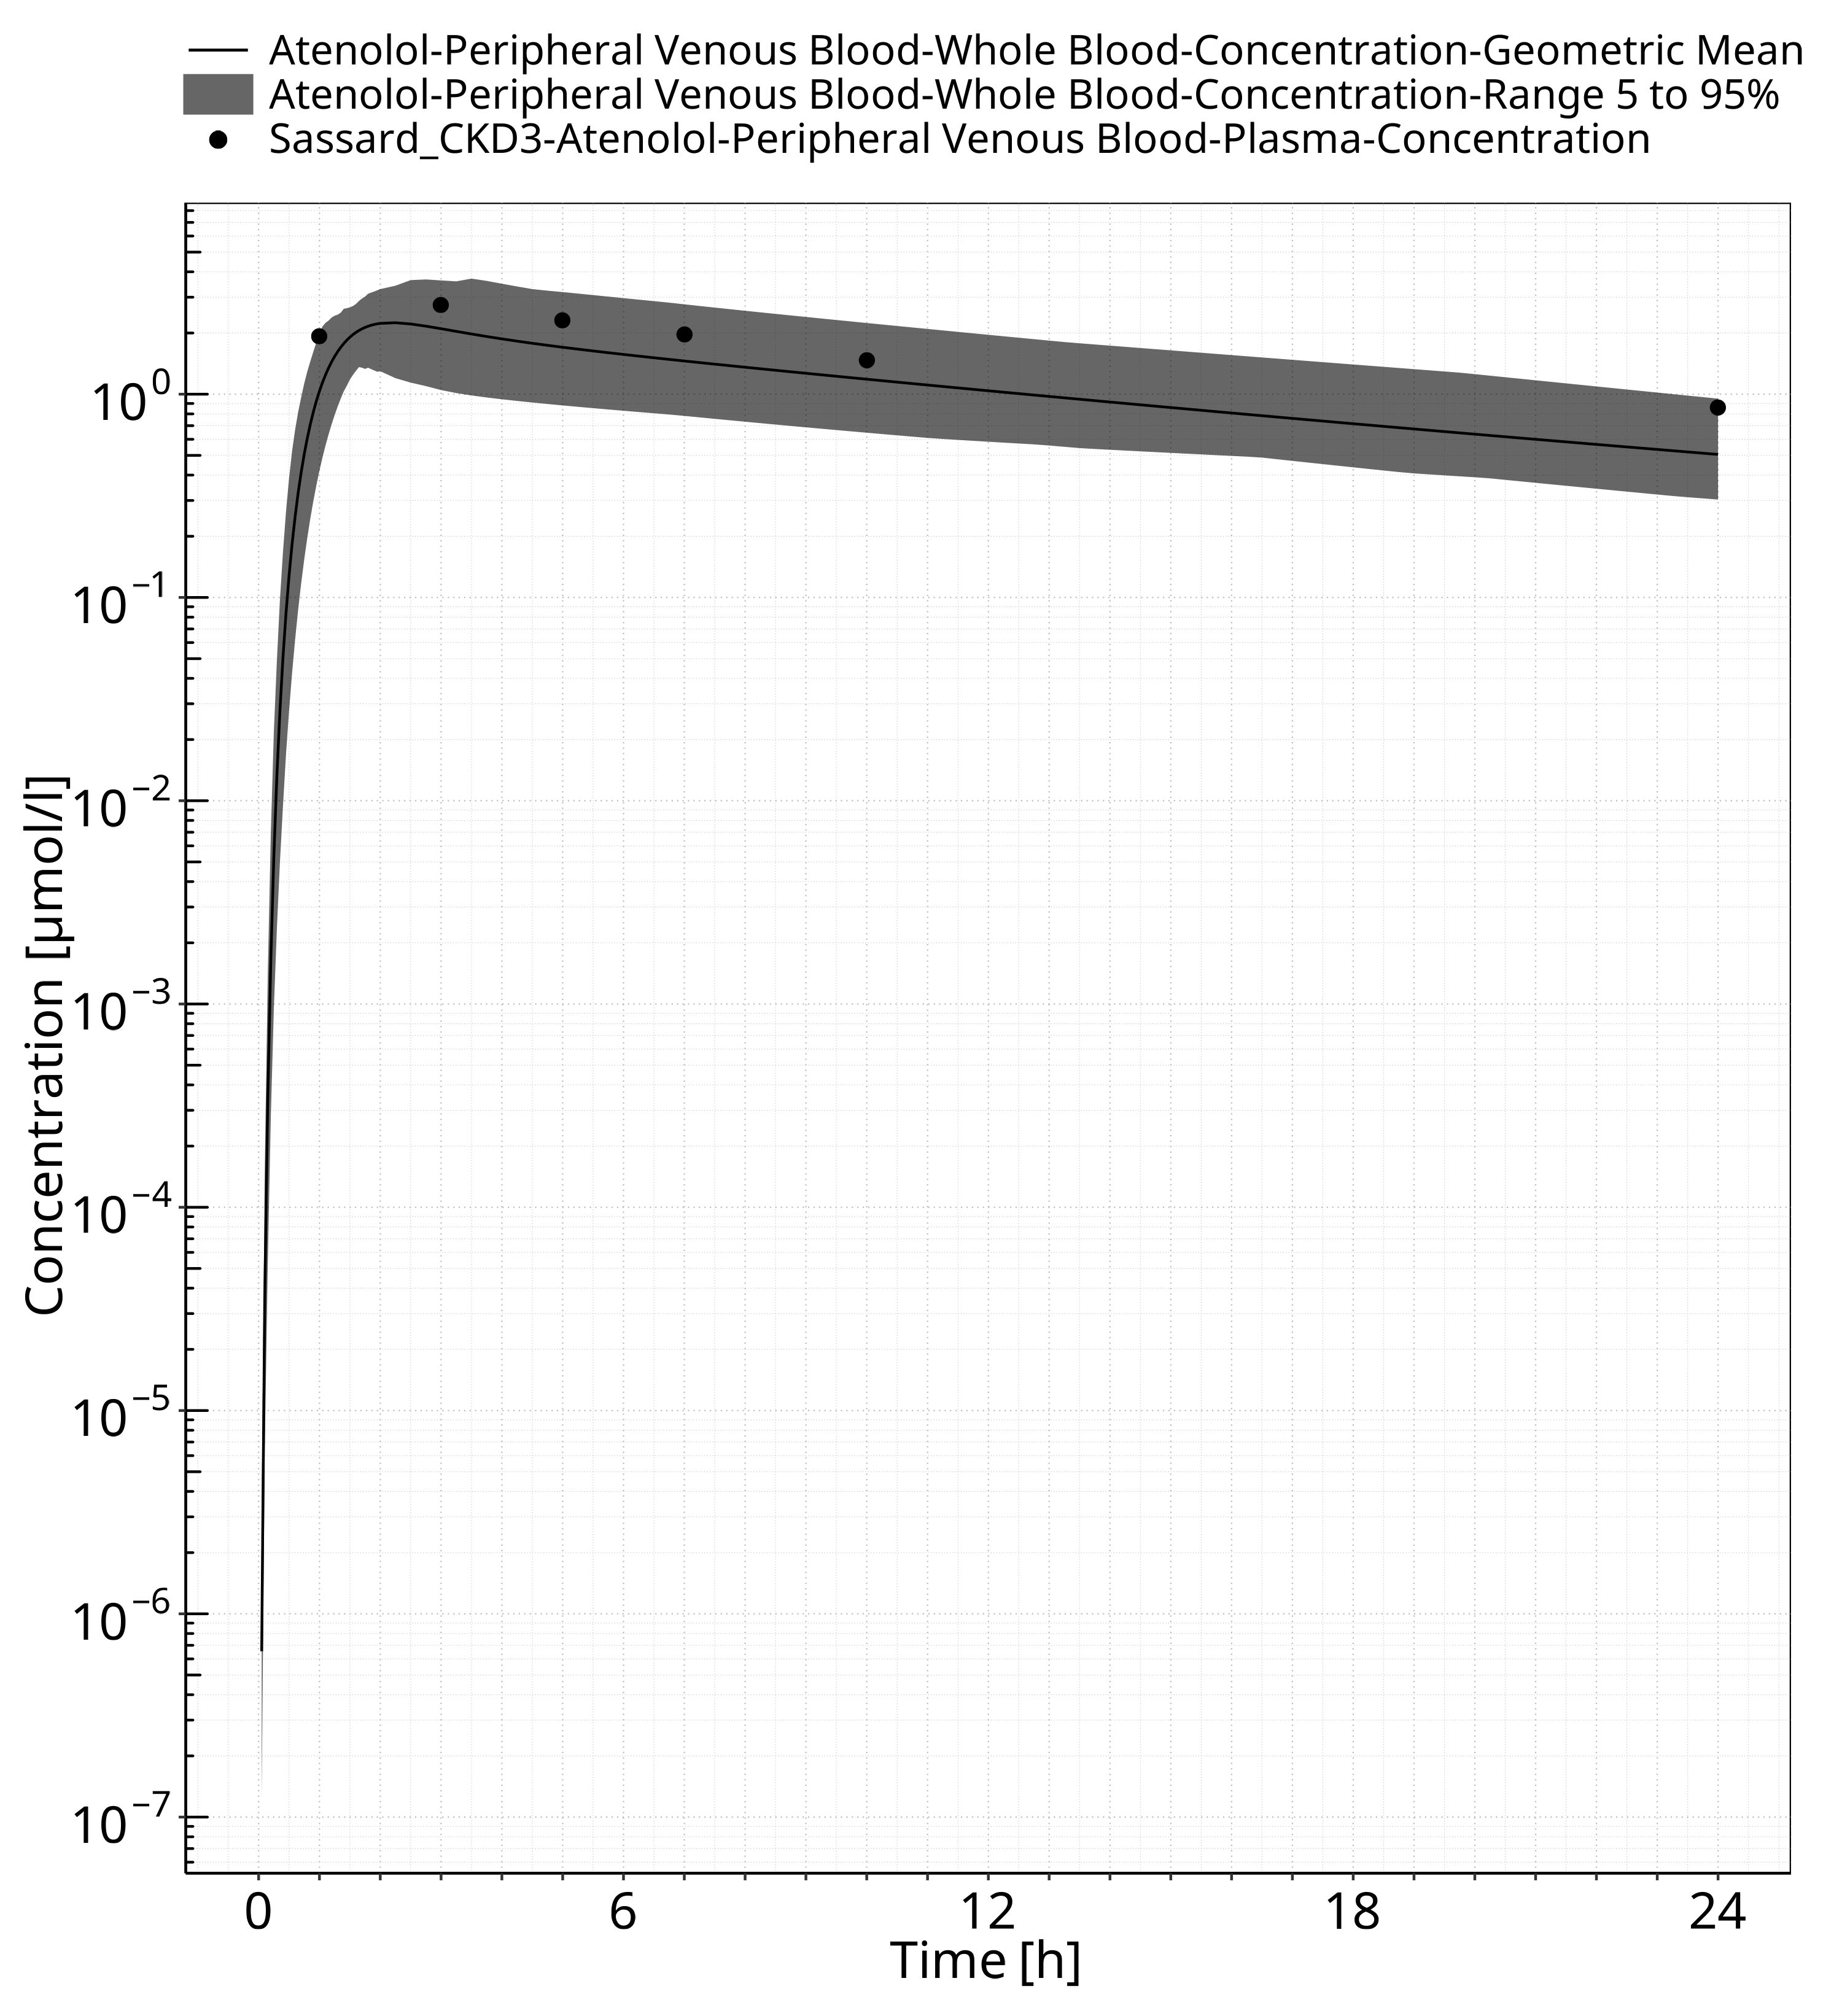 Atenolol-Peripheral Venous Blood-Whole Blood-Concentration-Geometric Mean
Atenolol-Peripheral Venous Blood-Whole Blood-Concentration-Range 5 to 95%
Sassard_CKD3-Atenolol-Peripheral Venous Blood-Plasma-Concentration
Concentration [µmol/l]
10⁰
10⁻¹
10⁻²
10⁻³
10⁻⁴
10⁻⁵
10⁻⁶
10⁻⁷
0 6 12 18 24
Time [h]